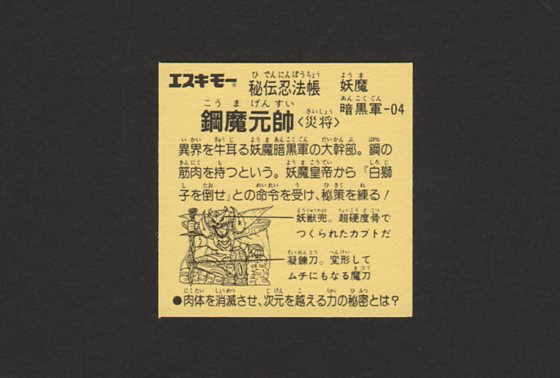 エスキモー® 秘伝忍法帳 妖魔
暗黒軍-04
鋼魔元帥〈災将〉
異界を牛耳る妖魔暗黒軍の大幹部。鋼の
筋肉を持つという。妖魔皇帝から『白獅
子を倒せ』との命令を受け、秘策を練る!
妖獣兜。超硬度骨で
つくられたカブトだ
凝錬刀。変形して
ムチにもなる魔刀
●肉体を消滅させ、次元を越える力の秘密とは?